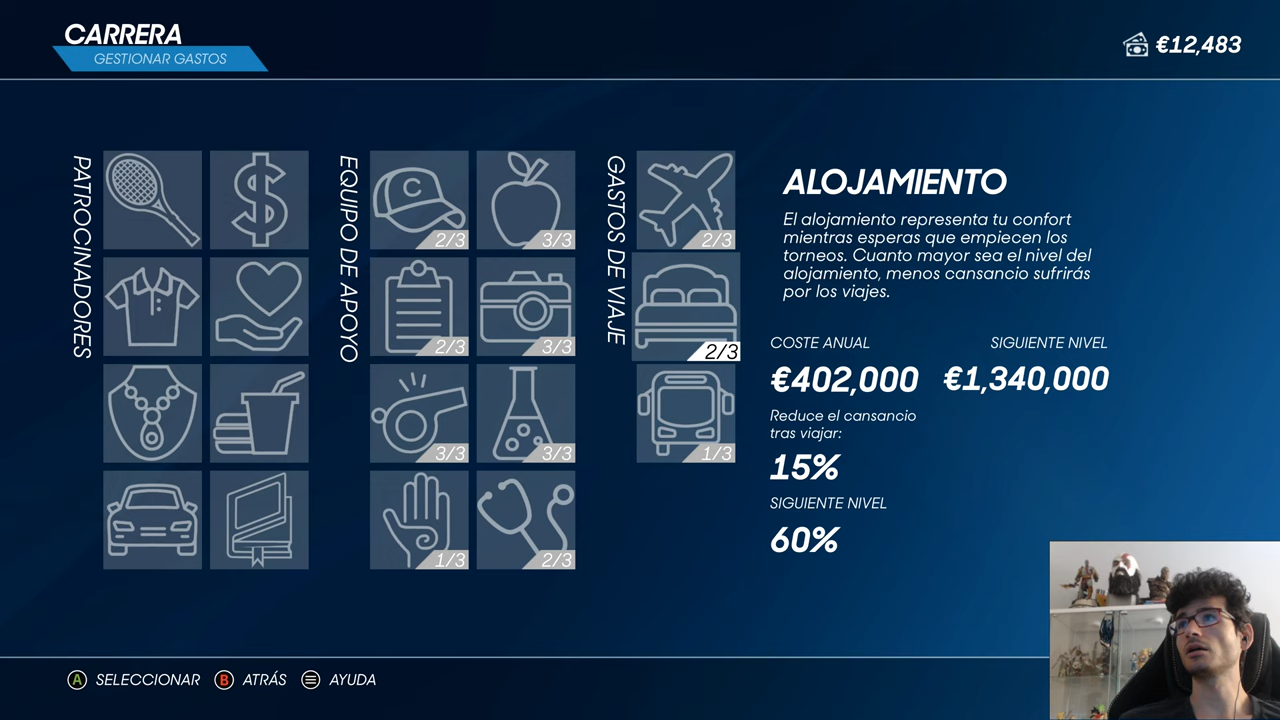 CARRERA
GESTIONAR GASTOS
€12,483
PATROCINADORES
EQUIPO DE APOYO
C
2/3
3/3
2/3
3/3
3/3
3/3
1/3
2/3
GASTOS DE VIAJE
2/3
2/3
1/3
ALOJAMIENTO
El alojamiento representa tu confort
mientras esperas que empiecen los
torneos. Cuanto mayor sea el nivel del
alojamiento, menos cansancio sufrirás
por los viajes.
COSTE ANUAL
SIGUIENTE NIVEL
€402,000
€1,340,000
Reduce el cansancio
tras viajar:
15%
SIGUIENTE NIVEL
60%
A SELECCIONAR B ATRÁS AYUDA